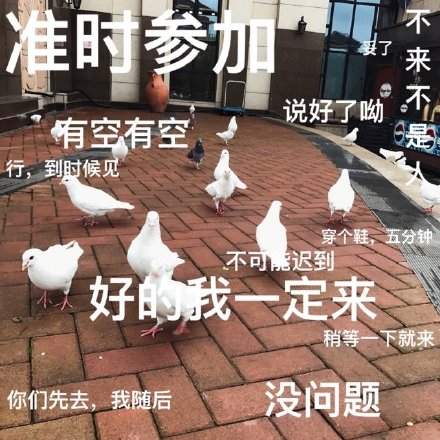 准时参加
妥了
不来不是人
说好了呦
有空有空
行，到时候见
穿个鞋，五分钟
不可能迟到
好的我一定来
稍等一下就来
你们先去，我随后
没问题
pepsi